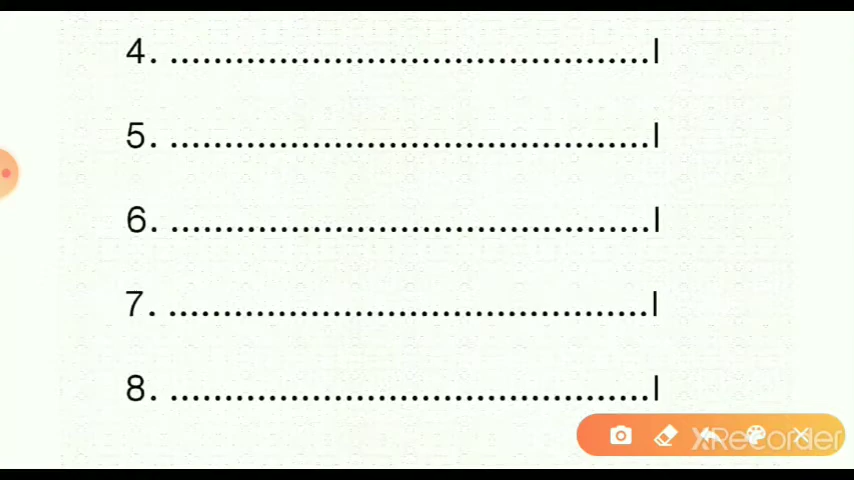 4. ............................................l
5. ............................................l
6. ............................................l
7. ............................................l
8. ............................................l
XRecorder